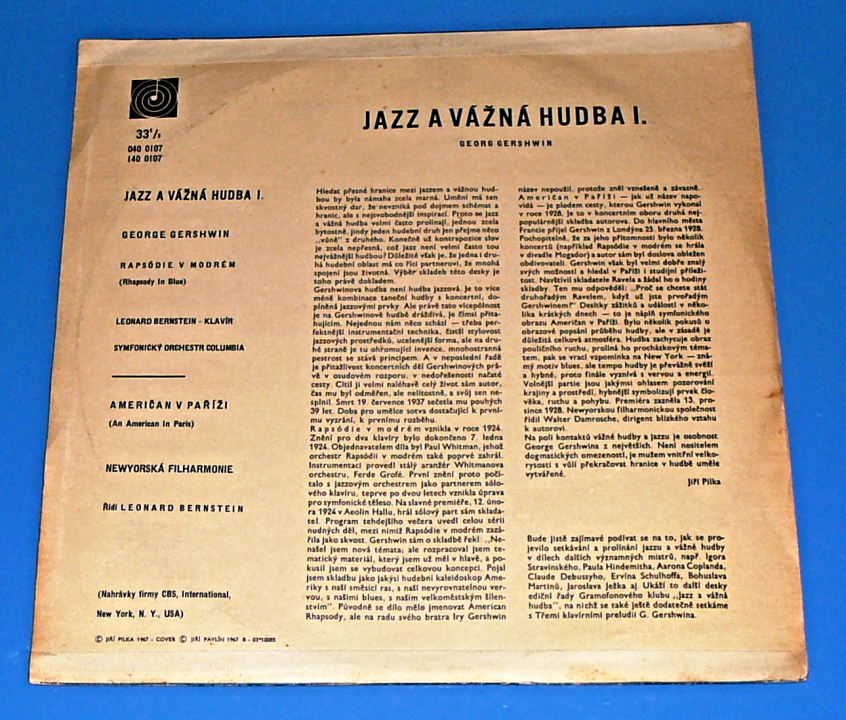 33⅓
040 0107
140 0107
JAZZ A VÁŽNÁ HUDBA I.
GEORGE GERSHWIN
RAPSÓDIE V MODRÉM
(Rhapsody In Blue)
LEONARD BERNSTEIN - KLAVÍR
SYMFONICKÝ ORCHESTR COLUMBIA
AMERIČAN V PAŘÍŽI
(An American In Paris)
NEWYORSKÁ FILHARMONIE
Řídí LEONARD BERNSTEIN
(Nahrávky firmy CBS, International,
New York, N. Y., USA)
© JIŘÍ PILKA 1967 - COVER © JIŘÍ PAVLÍN 1967 B - 03*10065
JAZZ A VÁŽNÁ HUDBA I.
GEORG GERSHWIN
Hledat přesné hranice mezi jazzem a vážnou hud-
bou by byla námaha zcela marná. Umění má ten
skvostný dar, že nevzniká pod dojmem schémat a
hranic, ale s nejsvobodnější inspirací. Proto se jazz
a vážná hudba velmi často prolínají, jednou zcela
bytostně, jindy jeden hudební druh jen přejme něco
„vůně" z druhého. Konečně už kontrapozice slov
je zcela nepřesná, což jazz není velmi často tou
nejvážnější hudbou? Důležité však je, že jedna i dru-
há hudební oblast má co říci partnerovi, že mnohá
spojení jsou životná. Výběr skladeb této desky je
toho právě dokladem.
Gershwinova hudba není hudba jazzová. Je to více
méně kombinace taneční hudby s koncertní, do-
plněná jazzovými prvky. Ale právě tato vícepólnost
je na Gershwinově hudbě dráždivá, je čímsi přita-
hujícím. Nejednou nám něco schází — třeba per-
fektnější instrumentační technika, čistší stylovost
jazzových prostředků, ucelenější forma, ale na dru-
hé straně je tu ohromující invence, mnohotvaranná
pestrost se stává principem. A v neposlední řadě
je přitažlivost koncertních děl Gershwinových prá-
vě v osudovém rozporu, v nedořešenosti načaté
cesty. Cítil ji velmi naléhavě celý život sám autor,
čas mu byl odměřen, ale nelítostně, a svůj sen ne-
splnil. Smrt 19. července 1937 sečetla mu pouhých
39 let. Doba pro umělce sotva dostačující k první-
mu vyzrání, k prvnímu rozběhu.
Rapsódie v modrém vznikla v roce 1924.
Znění pro dva klavíry bylo dokončeno 7. ledna
1924. Objednavatelem díla byl Paul Whitman, jehož
orchestr Rapsódii v modrém také poprvé zahrál.
Instrumentaci provedl stálý aranžér Whitmanova
orchestru, Ferde Grofé. První znění proto počí-
talo s jazzovým orchestrem jako partnerem sólo-
vého klavíru, teprve po dvou letech vznikla úprava
pro symfonické těleso. Na slavné premiéře, 12. úno-
ra 1924 v Aeolin Hallu, hrál sólový part sám sklada-
tel. Program tehdejšího večera uvedl celou sérii
nudných děl, mezi nimiž Rapsódie v modrém zazá-
řila jako skvost. Gershwin sám o skladbě řekl: „Ne-
našel jsem nová témata, ale rozpracoval jsem te-
matický materiál, který jsem už měl v hlavě, a po-
kusil jsem se vybudovat celkovou koncepci. Pojal
jsem skladbu jako jakýsi hudební kaleidoskop Ame-
riky s naší směsicí ras, s naší nevyrovnatelnou ver-
vou, s našimi blues, s naším velkoměstským šílen-
stvím". Původně se dílo mělo jmenovat American
Rhapsody, ale na radu svého bratra Iry Gershwin
název nepoužil, protože zněl vznešeně a závazně.
Američan v Paříži — jak už název napo-
vídá — je plodem cesty, kterou Gershwin vykonal
v roce 1928. Je to v koncertním oboru druhá nej-
populárnější skladba autorova. Do hlavního města
Francie přijel Gershwin z Londýna 25. března 1928.
Pochopitelně, že za jeho přítomnosti bylo několik
koncertů (například Rapsódie v modrém se hrála
v divadle Mogador) a autor sám byl doslova obležen
obdivovateli. Gershwin však byl velmi dobře znalý
svých možností a hledal v Paříži i studijní příleži-
tost. Navštívil skladatele Ravela a žádal ho o hodiny
skladby. Ten mu odpověděl: „Proč se chcete stát
druhořadým Ravelem, když už jste prvořadým
Gershwinem?" Desítky zážitků a událostí v něko-
lika krátkých dnech — to je náplň symfonického
obrazu Američan v Paříži. Bylo několik pokusů o
obrazové popsání průběhu hudby, ale v zásadě je
důležitá celková atmosféra. Hudba zachycuje obraz
pouličního ruchu, prolíná ho procházkovým téma-
tem, pak se vrací vzpomínka na New York — zná-
mý motiv blues, ale tempo hudby je převážně svěží
a hybné, proto finále vyznívá s vervou a energií.
Volnější partie jsou jakýmsi ohlasem pozorování
krajiny a prostředí, hybnější symbolizují prvek člo-
věka, ruchu a pohybu. Premiéra zazněla 13. pro-
since 1928. Newyorskou filharmonickou společnost
řídil Walter Damrosche, dirigent blízkého vztahu
k autorovi.
Na poli kontaktů vážné hudby a jazzu je osobnost
George Gershwina z největších. Není nositelem
dogmatických omezeností, je mužem vnitřní velko-
rysosti s vůlí překračovat hranice v hudbě uměle
vytvářené.
Jiří Pilka
Bude jistě zajímavé podívat se na to, jak se pro-
jevilo setkávání a prolínání jazzu a vážné hudby
v dílech dalších významných mistrů, např. Igora
Stravinského, Paula Hindemitha, Aarona Coplanda,
Claude Debussyho, Ervína Schulhoffa, Bohuslava
Martinů, Jaroslava Ježka aj. Ukáží to další desky
ediční řady Gramofonového klubu „Jazz a vážná
hudba", na nichž se také ještě dodatečně setkáme
s Třemi klavírními preludii G. Gershwina.